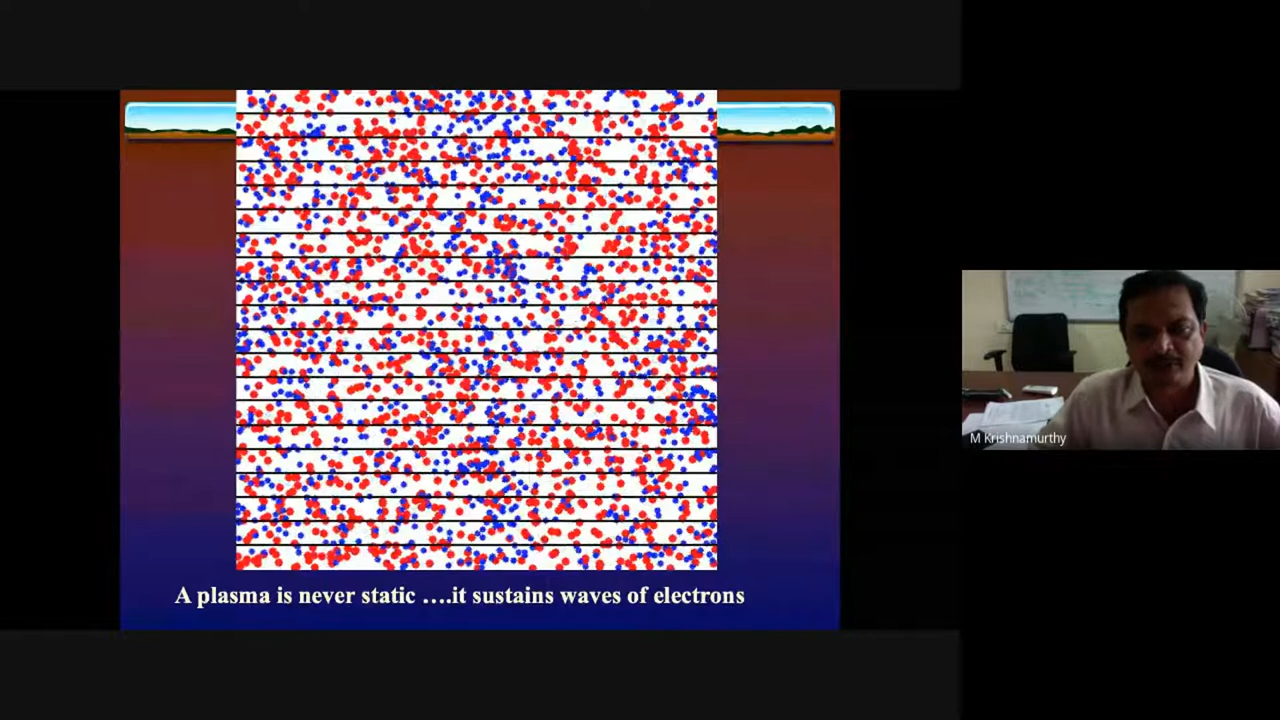 A plasma is never static ....it sustains waves of electrons
M Krishnamurthy